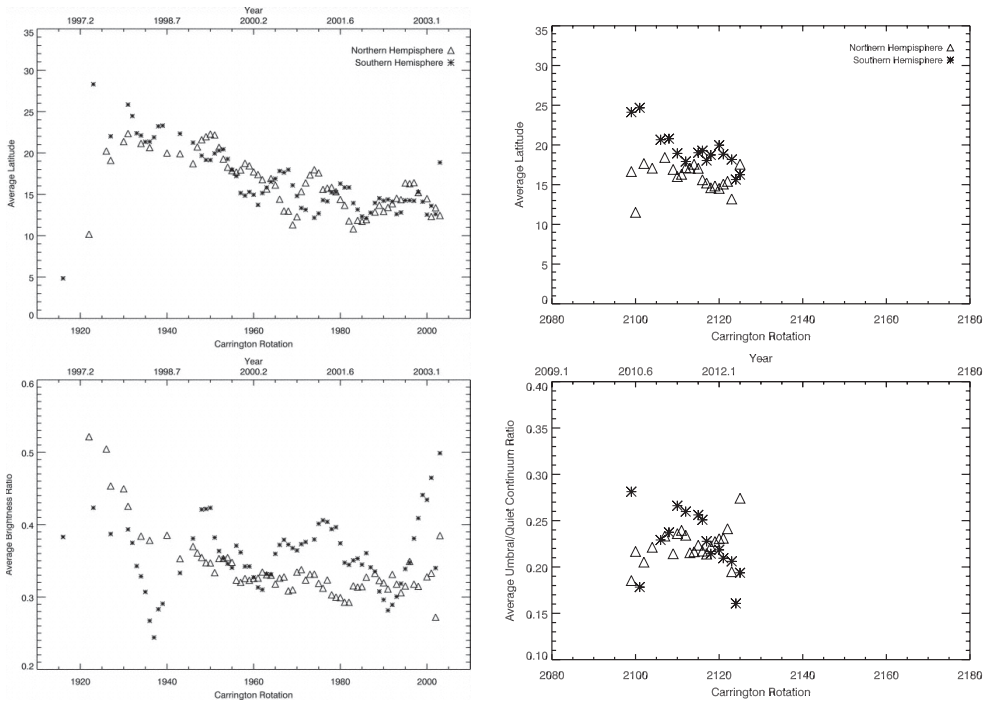 Year
1997.2 1998.7 2000.2 2001.6 2003.1
35
30
25
20
15
10
5
0
Average Latitude
Northern Hempisphere
Southern Hemisphere
1920 1940 1960 1980 2000
Carrington Rotation
35
30
25
20
15
10
5
0
Average Latitude
Northern Hempisphere
Southern Hemisphere
2080 2100 2120 2140 2160 2180
Carrington Rotation
Year
1997.2 1998.7 2000.2 2001.6 2003.1
0.6
0.5
0.4
0.3
0.2
Average Brightness Ratio
1920 1940 1960 1980 2000
Carrington Rotation
Year
2009.1 2010.6 2012.1 2180
0.40
0.30
0.25
0.20
0.15
0.10
Average Umbral/Quiet Continuum Ratio
2080 2100 2120 2140 2160 2180
Carrington Rotation